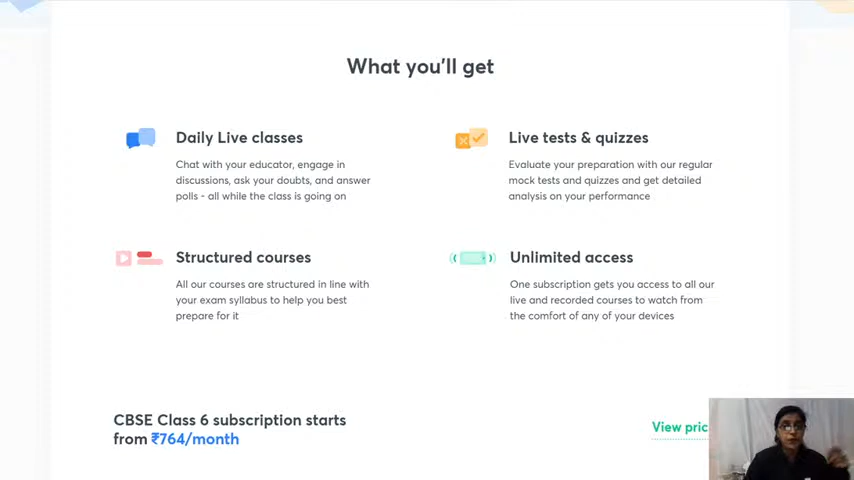 What you'll get
Daily Live classes
Chat with your educator, engage in
discussions, ask your doubts, and answer
polls - all while the class is going on
Live tests & quizzes
Evaluate your preparation with our regular
mock tests and quizzes and get detailed
analysis on your performance
Structured courses
All our courses are structured in line with
your exam syllabus to help you best
prepare for it
Unlimited access
One subscription gets you access to all our
live and recorded courses to watch from
the comfort of any of your devices
CBSE Class 6 subscription starts
from ₹764/month
View pric